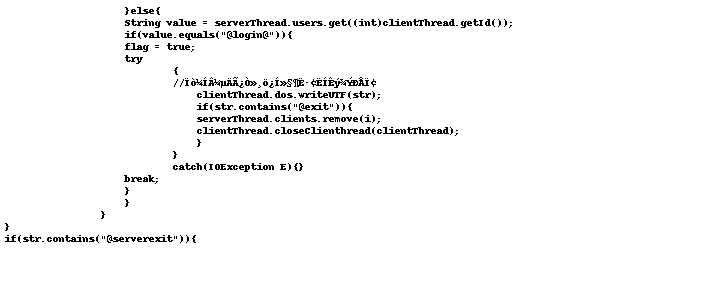 }else{
String value = serverThread.users.get((int)clientThread.getId());
if(value.equals("@login@")){
flag = true;
try
{
//Ïò¼ÍÂ¼µÄÃ¿Ò»¸ö¿Í»§¶Ë·¢ËÍÊý¾ÝÐÅÏ¢
clientThread.dos.writeUTF(str);
if(str.contains("@exit")){
serverThread.clients.remove(i);
clientThread.closeClienthread(clientThread);
}
}
catch(IOException E){}
break;
}
}
}
}
if(str.contains("@serverexit")){